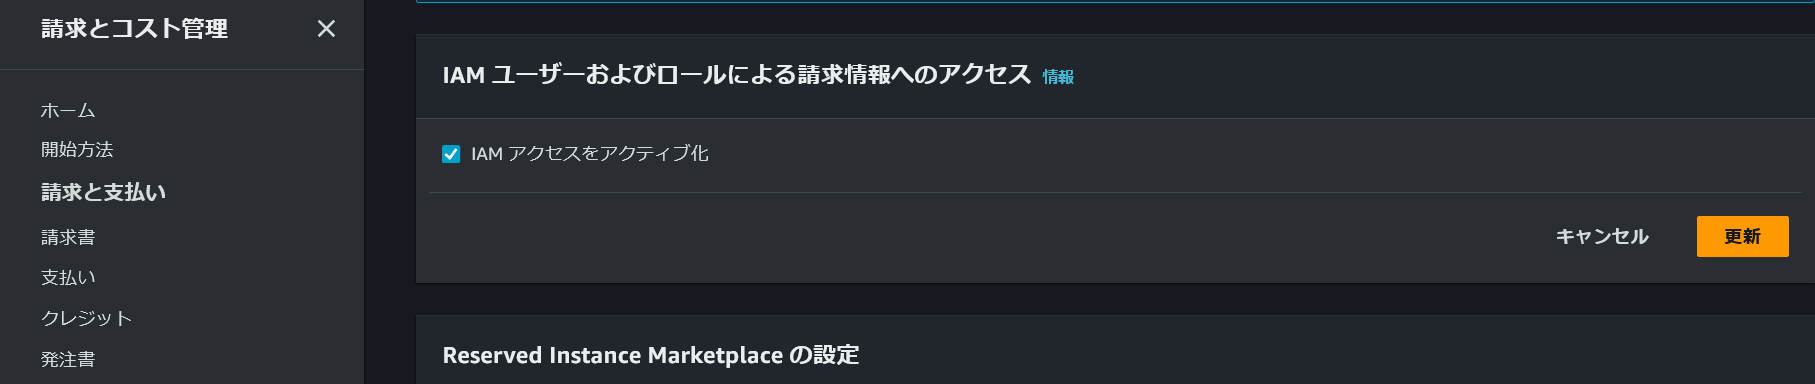 請求とコスト管理
ホーム
開始方法
請求と支払い
請求書
支払い
クレジット
発注書
IAM ユーザーおよびロールによる請求情報へのアクセス 情報
IAM アクセスをアクティブ化
キャンセル 更新
Reserved Instance Marketplace の設定